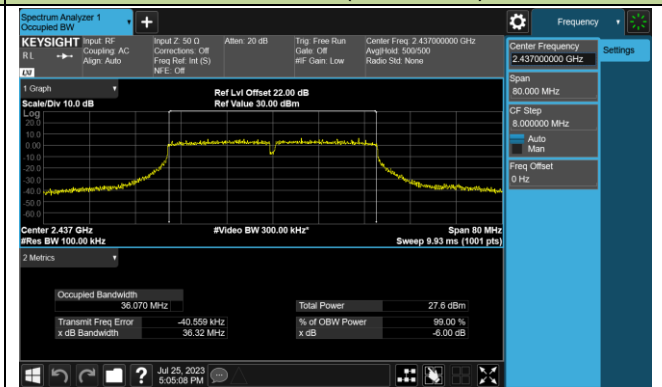 Spectrum Analyzer 1
Occupied BW
+
Frequency
KEYSIGHT
RL
Input: RF
Coupling: AC
Align: Auto
Input Z: 50 Ω
Corrections: Off
Freq Ref: Int (S)
NFE: Off
Atten: 20 dB
Trig: Free Run
Gate: Off
#IF Gain: Low
Center Freq: 2.437000000 GHz
Avg|Hold: 500/500
Radio Std: None
LXI
Center Frequency
2.437000000 GHz
Settings
Span
80.000 MHz
CF Step
8.000000 MHz
Auto
Man
Freq Offset
0 Hz
1 Graph
Scale/Div 10.0 dB
Ref Lvl Offset 22.00 dB
Ref Value 30.00 dBm
Log
20.0
10.0
0.00
-10.0
-20.0
-30.0
-40.0
-50.0
-60.0
Center 2.437 GHz
#Video BW 300.00 kHz*
Span 80 MHz
#Res BW 100.00 kHz
Sweep 9.93 ms (1001 pts)
2 Metrics
Occupied Bandwidth
36.070 MHz
Total Power 27.6 dBm
Transmit Freq Error -40.559 kHz
% of OBW Power 99.00 %
x dB Bandwidth 36.32 MHz
x dB -6.00 dB
?
Jul 25, 2023
5:05:08 PM